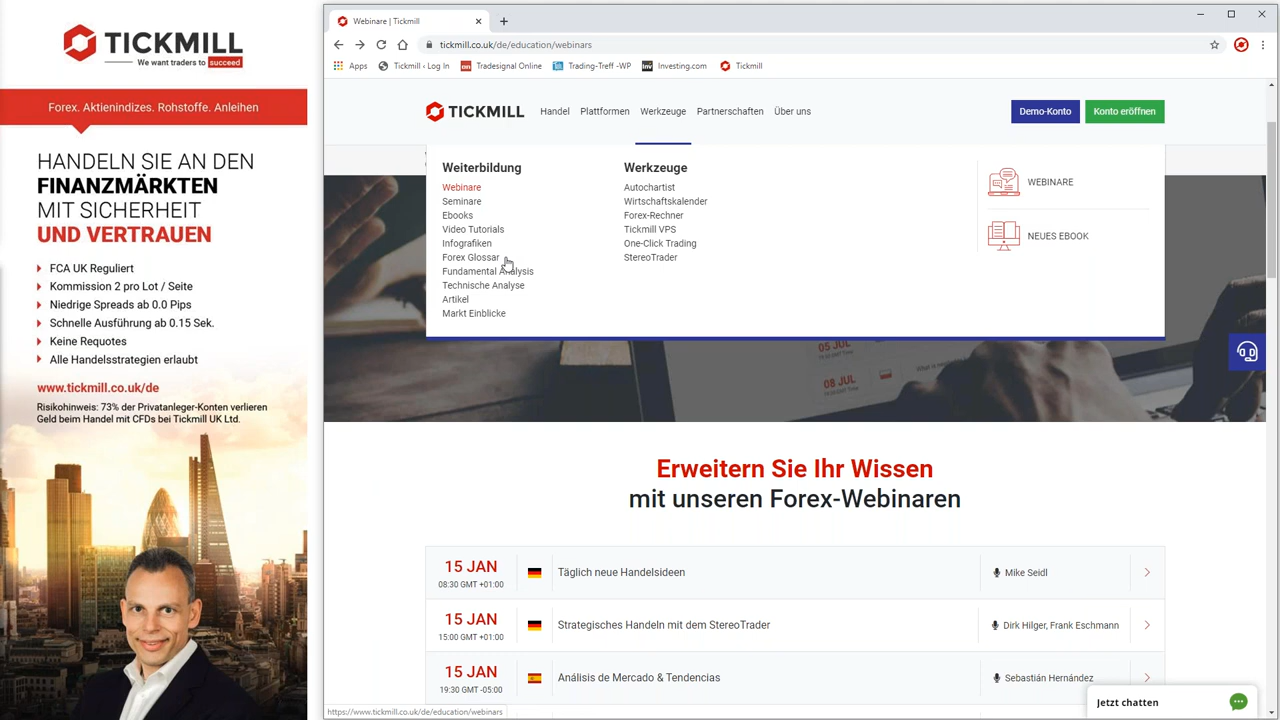 TICKMILL
We want traders to succeed
Forex. Aktienindizes. Rohstoffe. Anleihen
HANDELN SIE AN DEN
FINANZMÄRKTEN
MIT SICHERHEIT
UND VERTRAUEN
FCA UK Reguliert
Kommission 2 pro Lot / Seite
Niedrige Spreads ab 0.0 Pips
Schnelle Ausführung ab 0.15 Sek.
Keine Requotes
Alle Handelsstrategien erlaubt
www.tickmill.co.uk/de
Risikohinweis: 73% der Privatanleger-Konten verlieren
Geld beim Handel mit CFDs bei Tickmill UK Ltd.
Webinare | Tickmill
tickmill.co.uk/de/education/webinars
Apps
Tickmill ‹ Log In
Tradesignal Online
Trading-Treff -WP
Inv
Investing.com
Tickmill
TICKMILL
Handel
Plattformen
Werkzeuge
Partnerschaften
Über uns
Demo-Konto
Konto eröffnen
Weiterbildung
Webinare
Seminare
Ebooks
Video Tutorials
Infografiken
Forex Glossar
Fundamental Analysis
Technische Analyse
Artikel
Markt Einblicke
Werkzeuge
Autochartist
Wirtschaftskalender
Forex-Rechner
Tickmill VPS
One-Click Trading
StereoTrader
WEBINARE
NEUES EBOOK
05 JUL
08 JUL
Erweitern Sie Ihr Wissen
mit unseren Forex-Webinaren
15 JAN
08:30 GMT +01:00
Täglich neue Handelsideen
Mike Seidl
15 JAN
15:00 GMT +01:00
Strategisches Handeln mit dem StereoTrader
Dirk Hilger, Frank Eschmann
15 JAN
19:30 GMT -05:00
Análisis de Mercado & Tendencias
Sebastián Hernández
Jetzt chatten
https://www.tickmill.co.uk/de/education/webinars